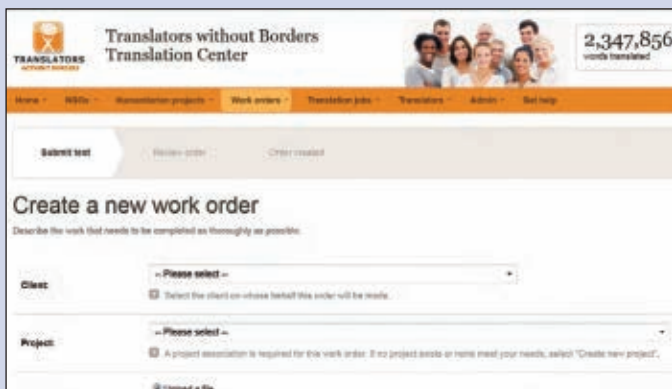 Translators without Borders
Translation Center
2,347,856
words translated
TRANSLATORS
WITHOUT BORDERS
Home NGOs Humanitarian projects Work orders Translation jobs Translators Admin Get help
Submit text Review order Order created
Create a new work order
Describe the work that needs to be completed as thoroughly as possible.
Client:
-- Please select --
Select the client on whose behalf this order will be made.
Project:
-- Please select --
A project association is required for this work order. If no project exists or none meet your needs, select "Create new project".
Upload a file